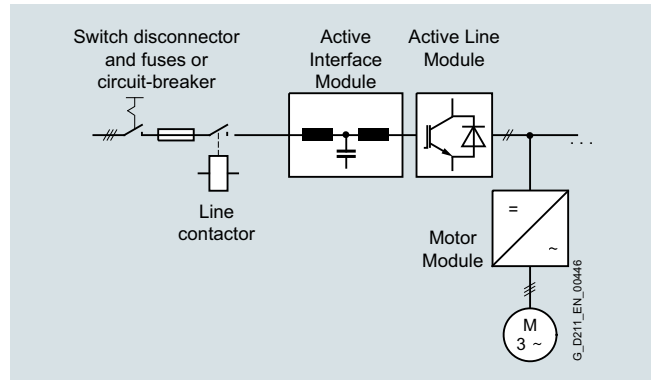 Switch disconnector
and fuses or
circuit-breaker
Active
Interface
Module
Active Line
Module
. . .
Line
contactor
=
~
Motor
Module
M
3 ~
G_D211_EN_00446